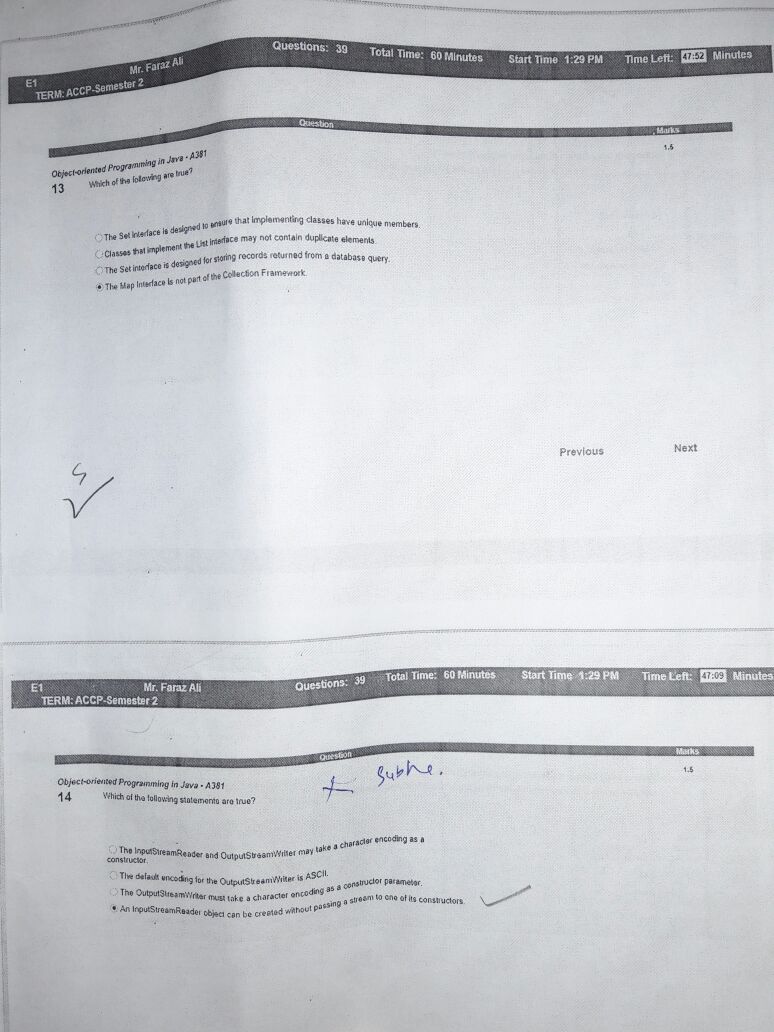 E1
Mr. Faraz Ali
Questions: 39
Total Time: 60 Minutes
Start Time 1:29 PM
Time Left: 47:52 Minutes
TERM: ACCP-Semester 2
Question
Marks
Object-oriented Programming in Java - A381
1.5
13 Which of the following are true?
The Set Interface is designed to ensure that implementing classes have unique members.
Classes that implement the List Interface may not contain duplicate elements.
The Set interface is designed for storing records returned from a database query.
The Map Interface is not part of the Collection Framework.
Previous
Next
E1
Mr. Faraz Ali
Questions: 39
Total Time: 60 Minutes
Start Time 1:29 PM
Time Left: 47:09 Minutes
TERM: ACCP-Semester 2
Question
Marks
Object-oriented Programming in Java - A381
1.5
14 Which of the following statements are true?
The InputStreamReader and OutputStreamWriter may take a character encoding as a
constructor.
The default encoding for the OutputStreamWriter is ASCII.
The OutputStreamWriter must take a character encoding as a constructor parameter.
An InputStreamReader object can be created without passing a stream to one of its constructors.